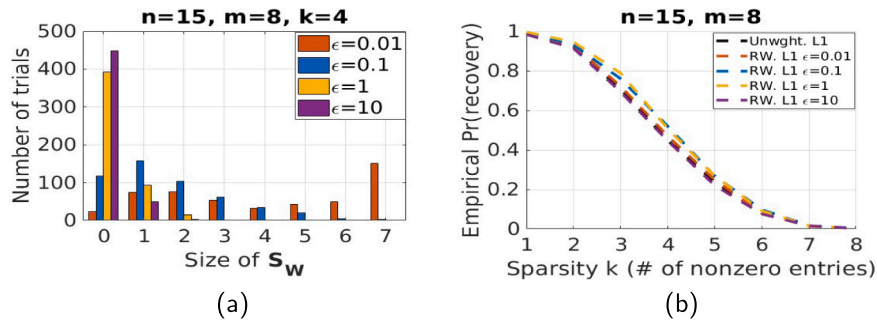 n=15, m=8, k=4
500
400
300
200
100
0
Number of trials
ϵ=0.01
ϵ=0.1
ϵ=1
ϵ=10
0 1 2 3 4 5 6 7
Size of S_W
(a)
n=15, m=8
1
0.8
0.6
0.4
0.2
0
Empirical Pr(recovery)
Unwght. L1
RW. L1 ϵ=0.01
RW. L1 ϵ=0.1
RW. L1 ϵ=1
RW. L1 ϵ=10
1 2 3 4 5 6 7 8
Sparsity k (# of nonzero entries)
(b)